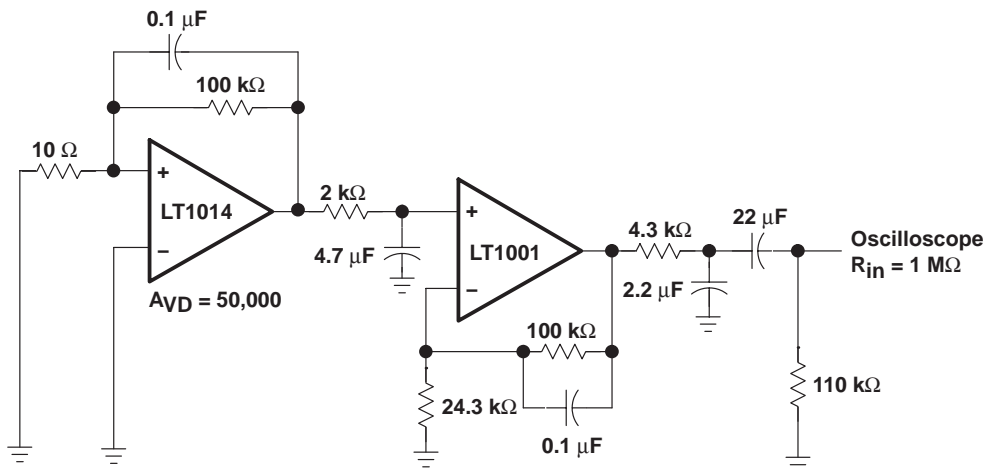 0.1 μF
100 kΩ
10 Ω
+
LT1014
−
A_VD = 50,000
2 kΩ
4.7 μF
+
LT1001
−
100 kΩ
24.3 kΩ
0.1 μF
4.3 kΩ
2.2 μF
22 μF
110 kΩ
Oscilloscope
R_in = 1 MΩ